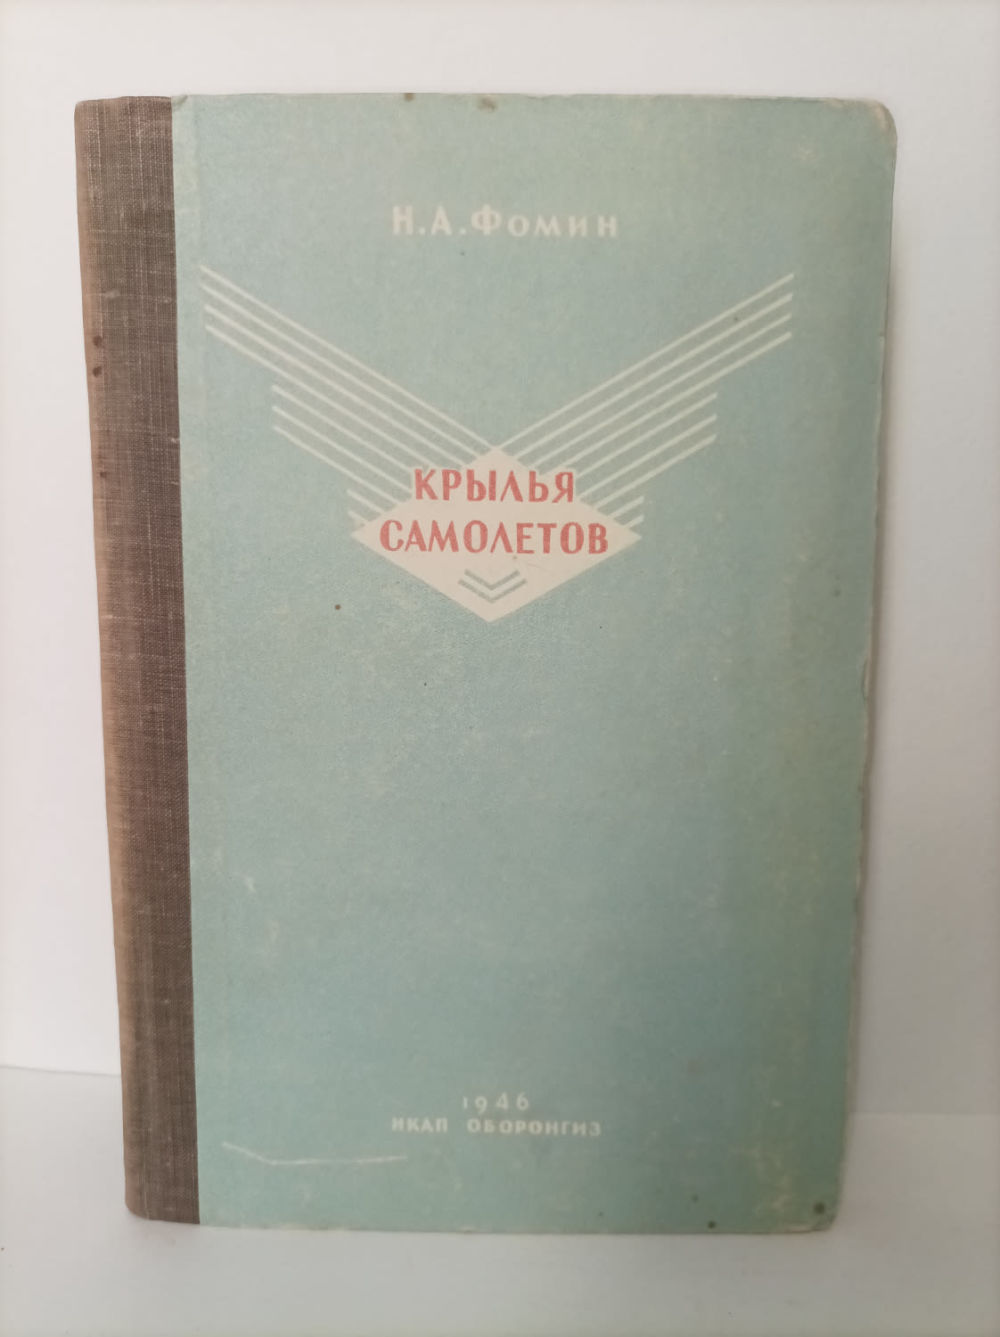 Н.А.Фомин
КРЫЛЬЯ
САМОЛЕТОВ
1946
НКАП ОБОРОНГИЗ